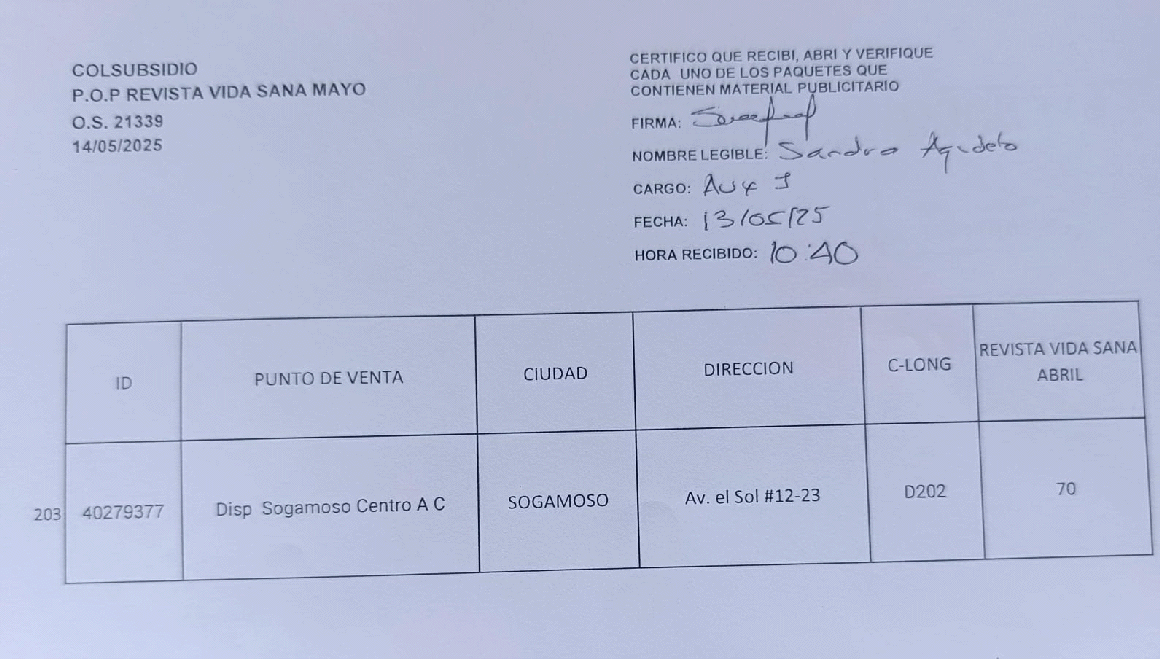 COLSUBSIDIO
P.O.P REVISTA VIDA SANA MAYO
O.S. 21339
14/05/2025
CERTIFICO QUE RECIBI, ABRI Y VERIFIQUE
CADA UNO DE LOS PAQUETES QUE
CONTIENEN MATERIAL PUBLICITARIO
FIRMA:
NOMBRE LEGIBLE: Sandra Agudelo
CARGO: Aux I
FECHA: 13/05/25
HORA RECIBIDO: 10:40
ID PUNTO DE VENTA CIUDAD DIRECCION C-LONG REVISTA VIDA SANA
ABRIL
203 40279377 Disp Sogamoso Centro A C SOGAMOSO Av. el Sol #12-23 D202 70